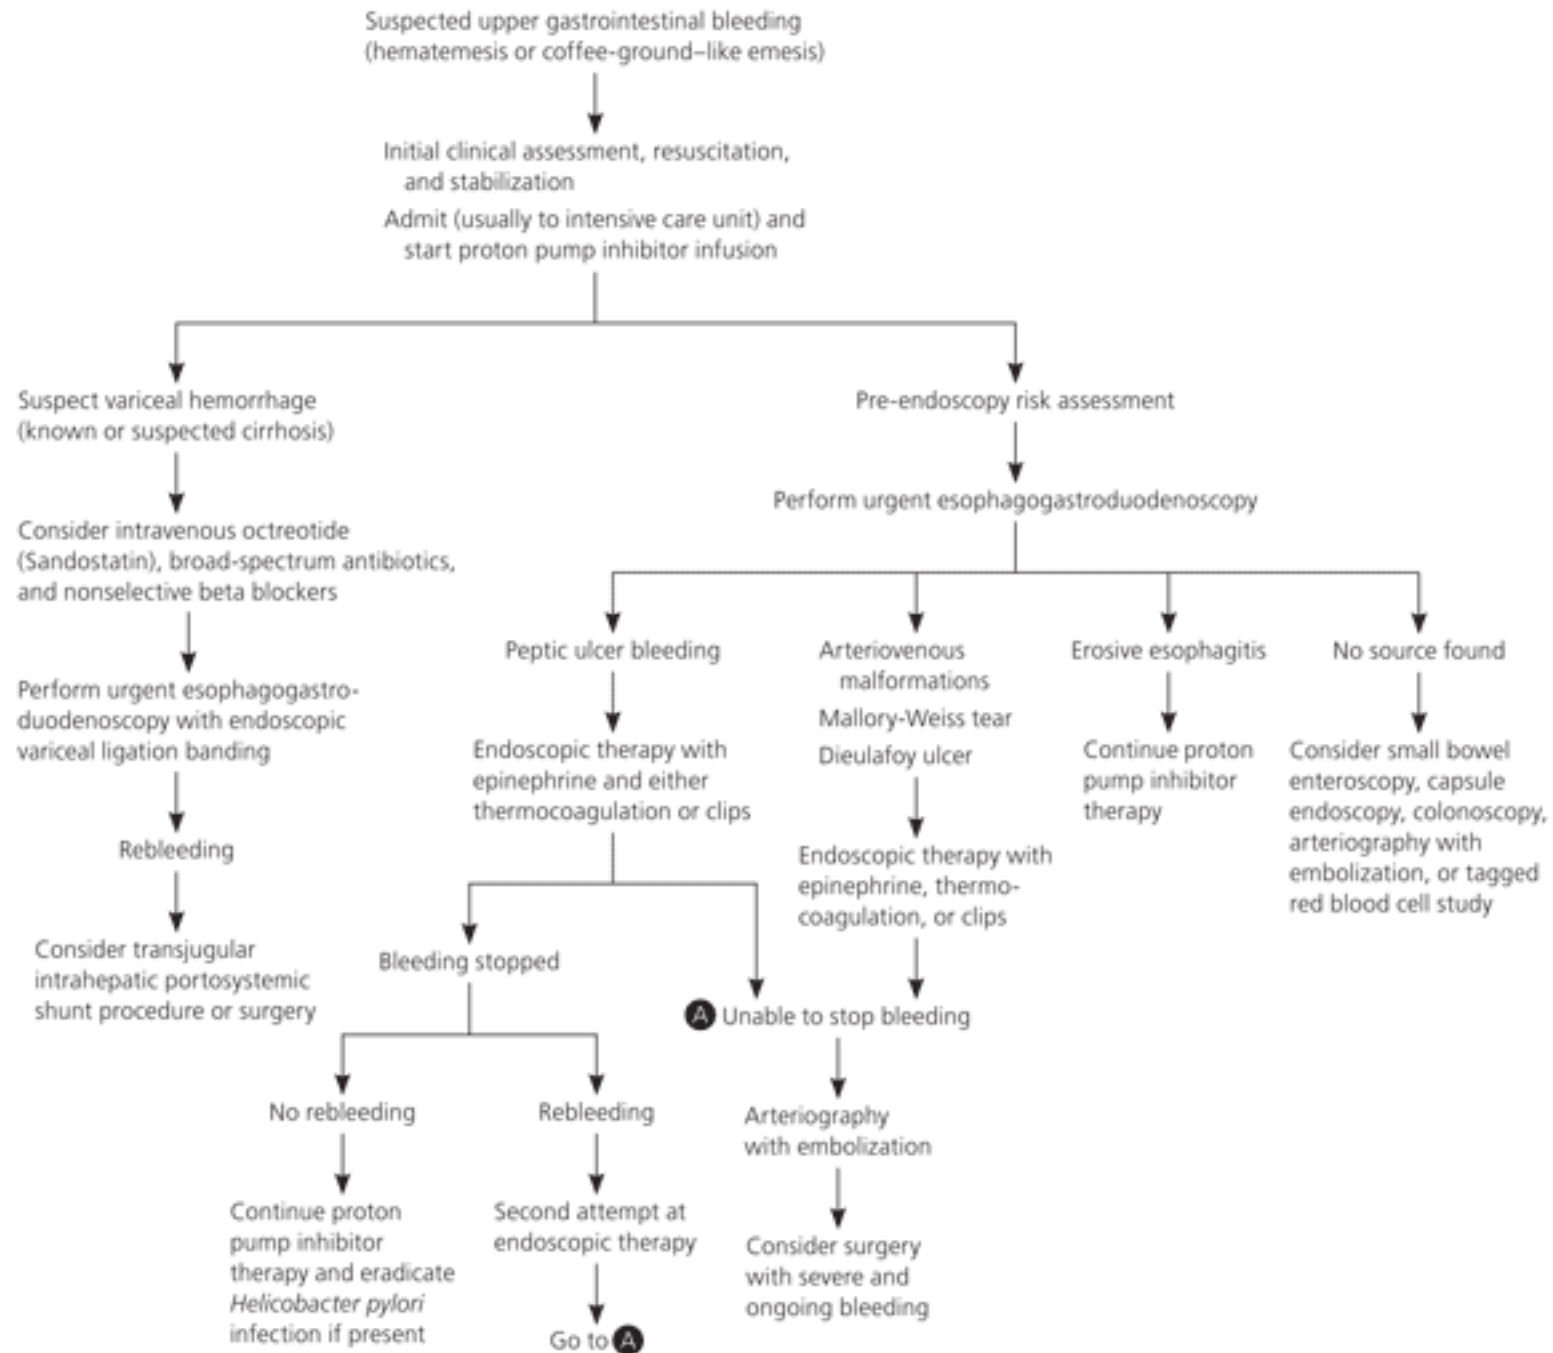 Suspected upper gastrointestinal bleeding
(hematemesis or coffee-ground–like emesis)
Initial clinical assessment, resuscitation,
and stabilization
Admit (usually to intensive care unit) and
start proton pump inhibitor infusion
Suspect variceal hemorrhage
(known or suspected cirrhosis)
Consider intravenous octreotide
(Sandostatin), broad-spectrum antibiotics,
and nonselective beta blockers
Perform urgent esophagogastro-
duodenoscopy with endoscopic
variceal ligation banding
Rebleeding
Consider transjugular
intrahepatic portosystemic
shunt procedure or surgery
Pre-endoscopy risk assessment
Perform urgent esophagogastroduodenoscopy
Peptic ulcer bleeding
Endoscopic therapy with
epinephrine and either
thermocoagulation or clips
Bleeding stopped
No rebleeding
Continue proton
pump inhibitor
therapy and eradicate
Helicobacter pylori
infection if present
Rebleeding
Second attempt at
endoscopic therapy
Go to A
Arteriovenous
malformations
Mallory-Weiss tear
Dieulafoy ulcer
Endoscopic therapy with
epinephrine, thermo-
coagulation, or clips
A Unable to stop bleeding
Arteriography
with embolization
Consider surgery
with severe and
ongoing bleeding
Erosive esophagitis
Continue proton
pump inhibitor
therapy
No source found
Consider small bowel
enteroscopy, capsule
endoscopy, colonoscopy,
arteriography with
embolization, or tagged
red blood cell study